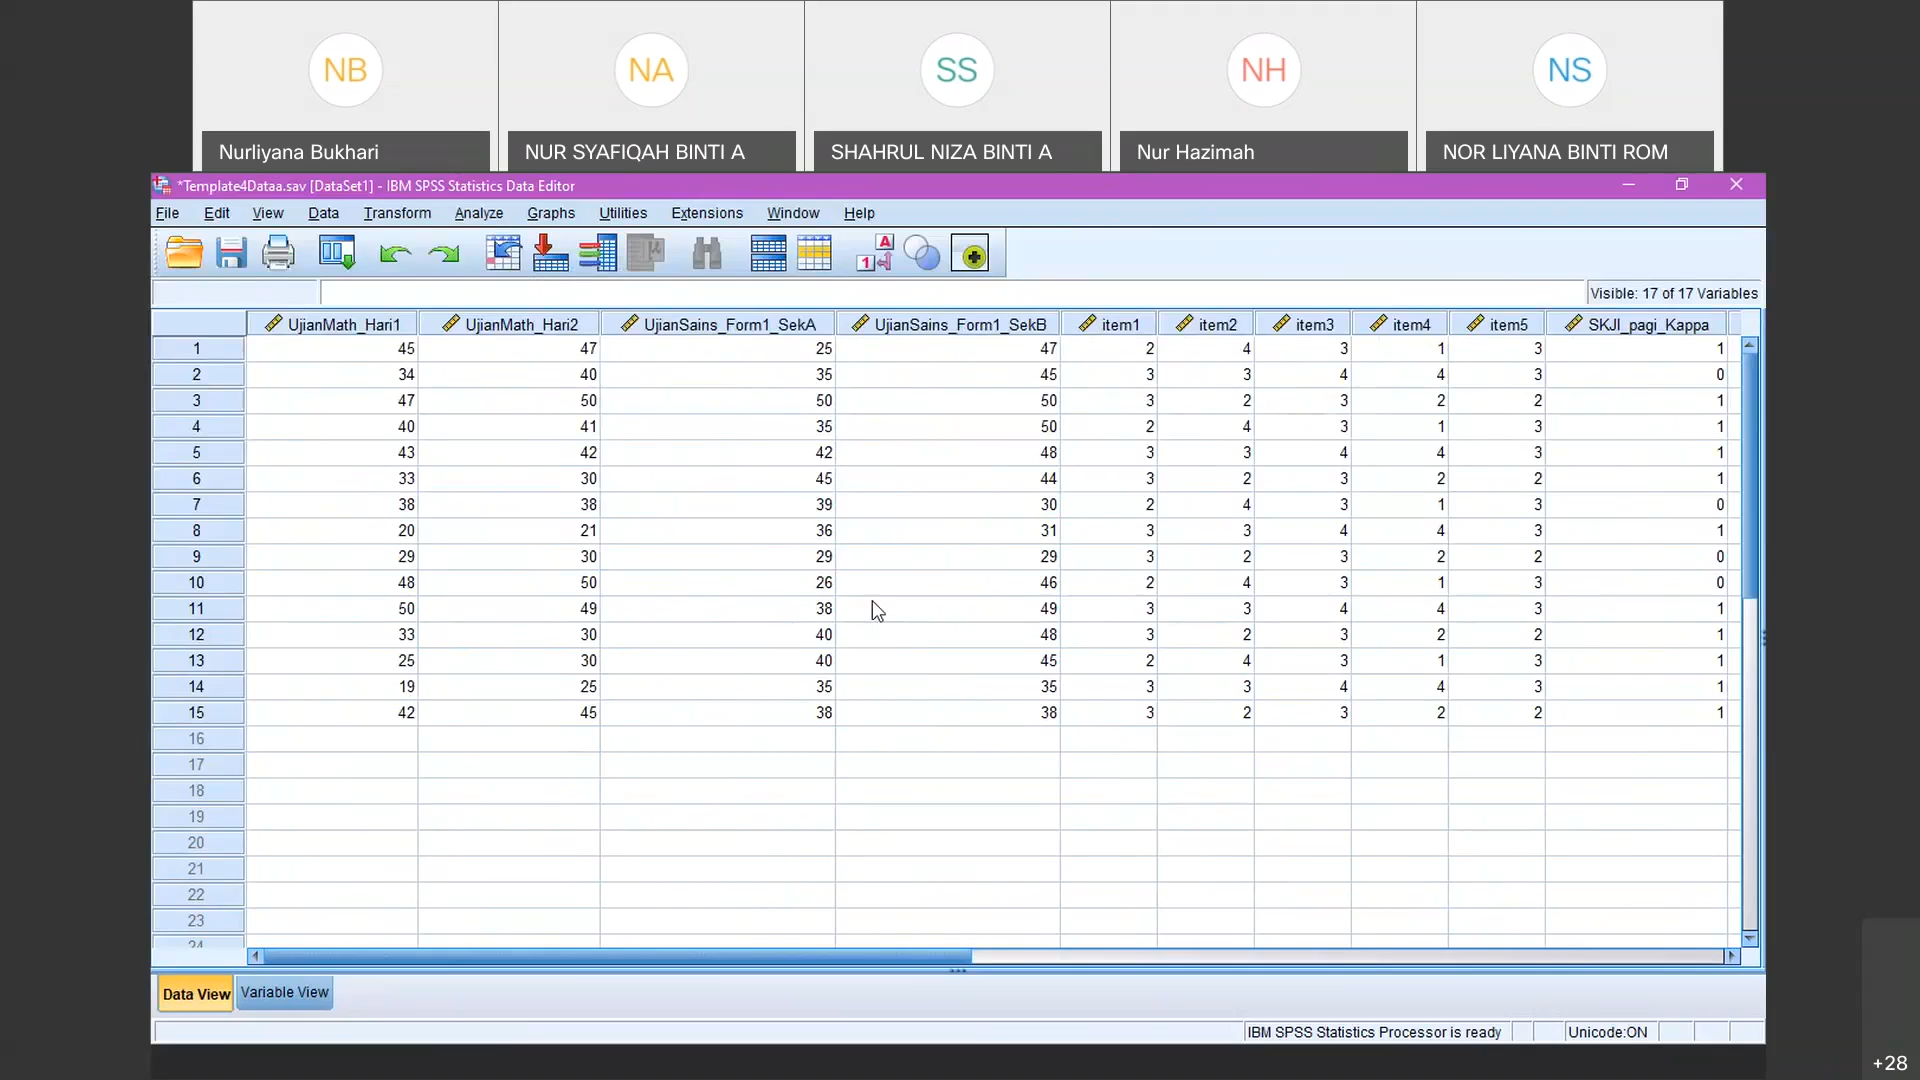 NB
NA
SS
NH
NS
Nurliyana Bukhari
NUR SYAFIQAH BINTI A
SHAHRUL NIZA BINTI A
Nur Hazimah
NOR LIYANA BINTI ROM
*Template4Dataa.sav [DataSet1] - IBM SPSS Statistics Data Editor
File Edit View Data Transform Analyze Graphs Utilities Extensions Window Help
A
1
Visible: 17 of 17 Variables
UjianMath_Hari1 UjianMath_Hari2 UjianSains_Form1_SekA UjianSains_Form1_SekB item1 item2 item3 item4 item5 SKJI_pagi_Kappa
1 45 47 25 47 2 4 3 1 3 1
2 34 40 35 45 3 3 4 4 3 0
3 47 50 50 50 3 2 3 2 2 1
4 40 41 35 50 2 4 3 1 3 1
5 43 42 42 48 3 3 4 4 3 1
6 33 30 45 44 3 2 3 2 2 1
7 38 38 39 30 2 4 3 1 3 0
8 20 21 36 31 3 3 4 4 3 1
9 29 30 29 29 3 2 3 2 2 0
10 48 50 26 46 2 4 3 1 3 0
11 50 49 38 49 3 3 4 4 3 1
12 33 30 40 48 3 2 3 2 2 1
13 25 30 40 45 2 4 3 1 3 1
14 19 25 35 35 3 3 4 4 3 1
15 42 45 38 38 3 2 3 2 2 1
16
17
18
19
20
21
22
23
24
Data View Variable View
IBM SPSS Statistics Processor is ready Unicode:ON
+28